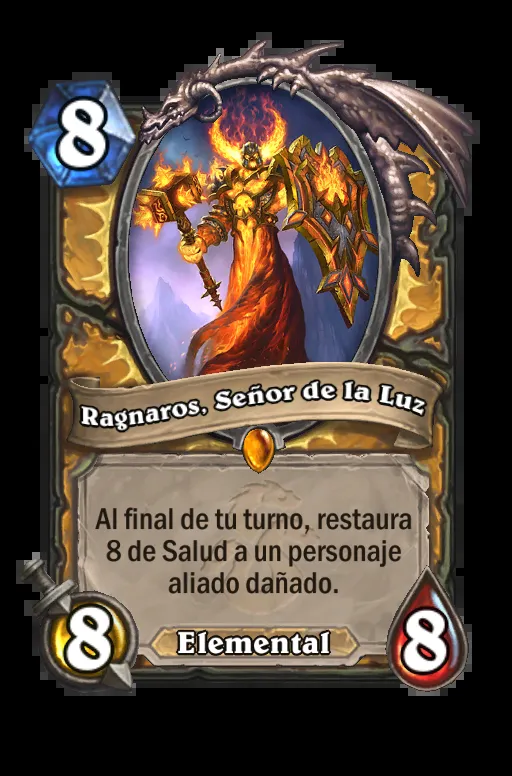 8
Ragnaros, Señor de la Luz
Al final de tu turno, restaura
8 de Salud a un personaje
aliado dañado.
8
Elemental
8